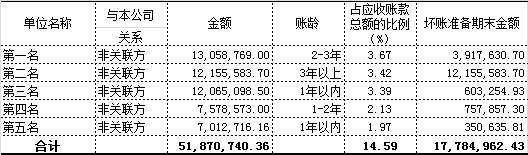 单位名称 与本公司关系 金额 账龄 占应收账款总额的比例(%) 坏账准备期末金额
第一名 非关联方 13,058,769.00 2-3年 3.67 3,917,630.70
第二名 非关联方 12,155,583.70 3年以上 3.42 12,155,583.70
第三名 非关联方 12,065,098.50 1年以内 3.39 603,254.93
第四名 非关联方 7,578,573.00 1-2年 2.13 757,857.30
第五名 非关联方 7,012,716.16 1年以内 1.97 350,635.81
合计 51,870,740.36 14.59 17,784,962.43